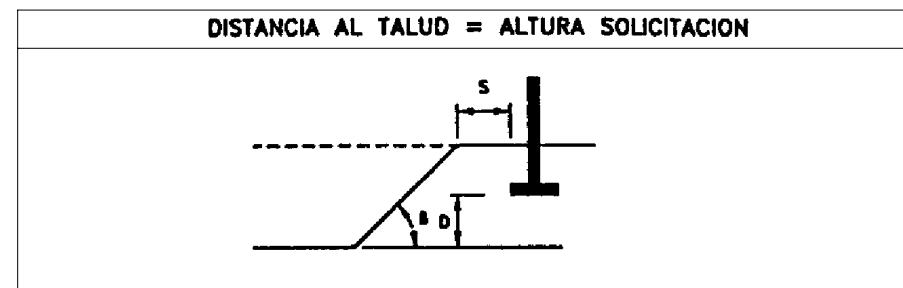 DISTANCIA AL TALUD = ALTURA SOLICITACION
S
B D